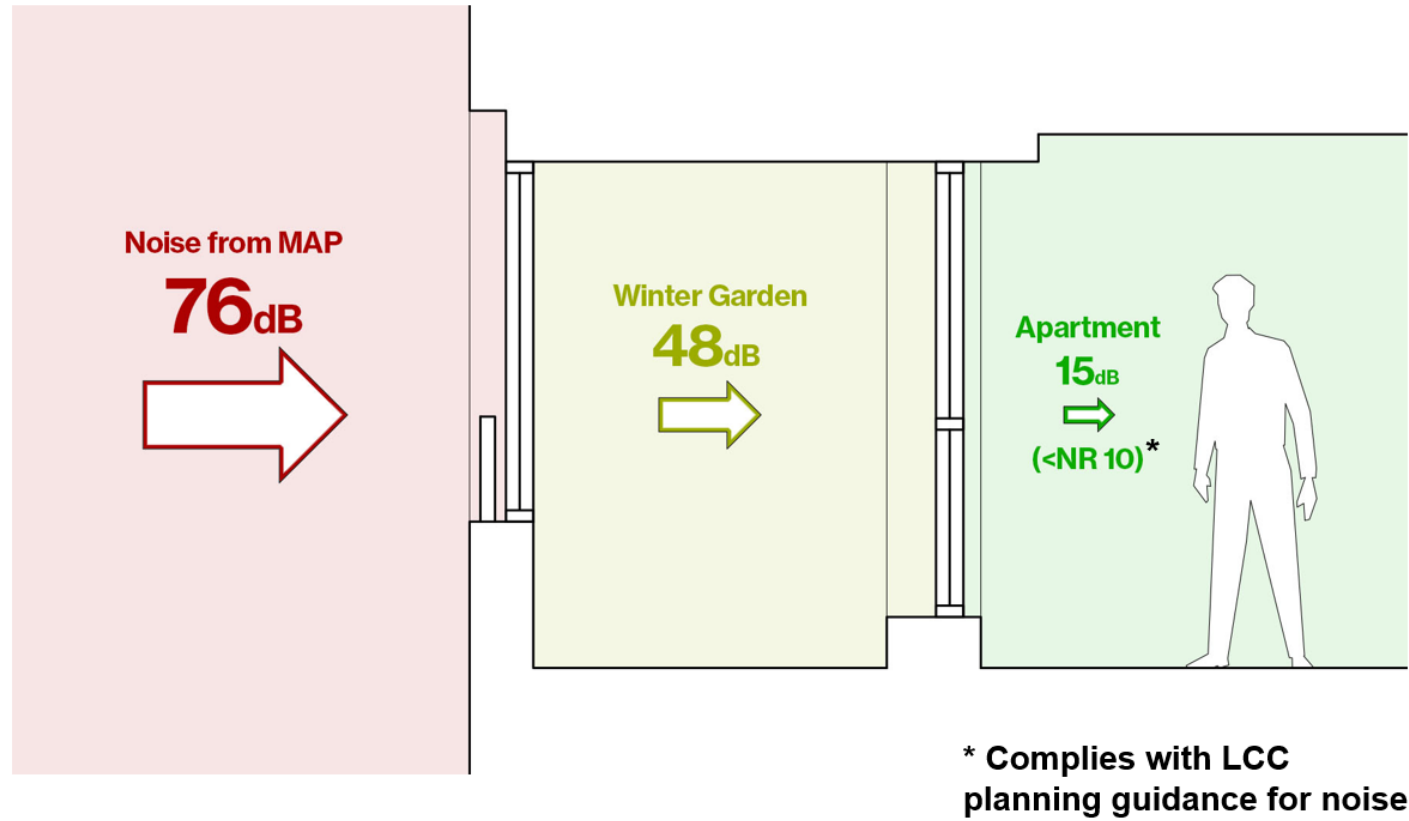 Noise from MAP
76dB
Winter Garden
48dB
Apartment
15dB
(<NR 10)*
* Complies with LCC
planning guidance for noise